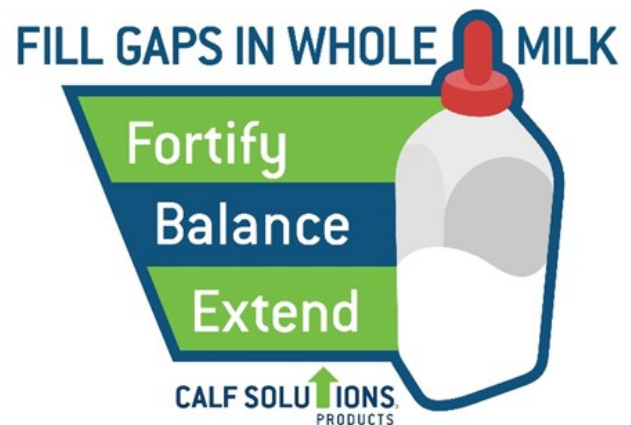 FILL GAPS IN WHOLE MILK
Fortify
Balance
Extend
CALF SOLUTIONS
PRODUCTS